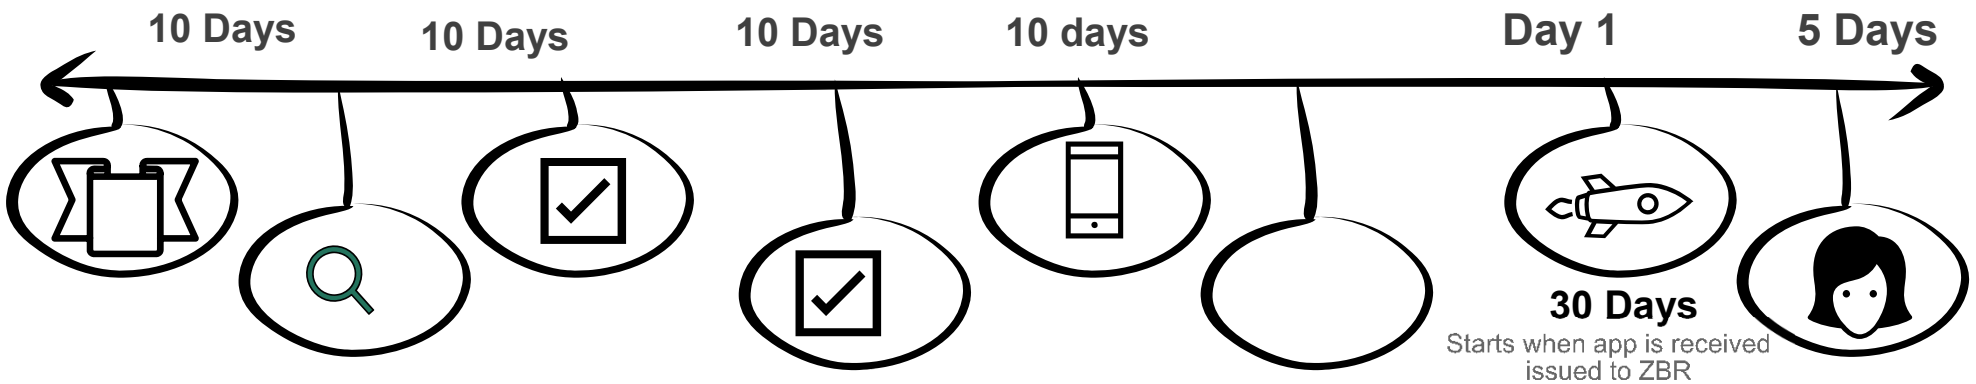 10 Days
10 Days
10 Days
10 days
Day 1
5 Days
30 Days
Starts when app is received
issued to ZBR